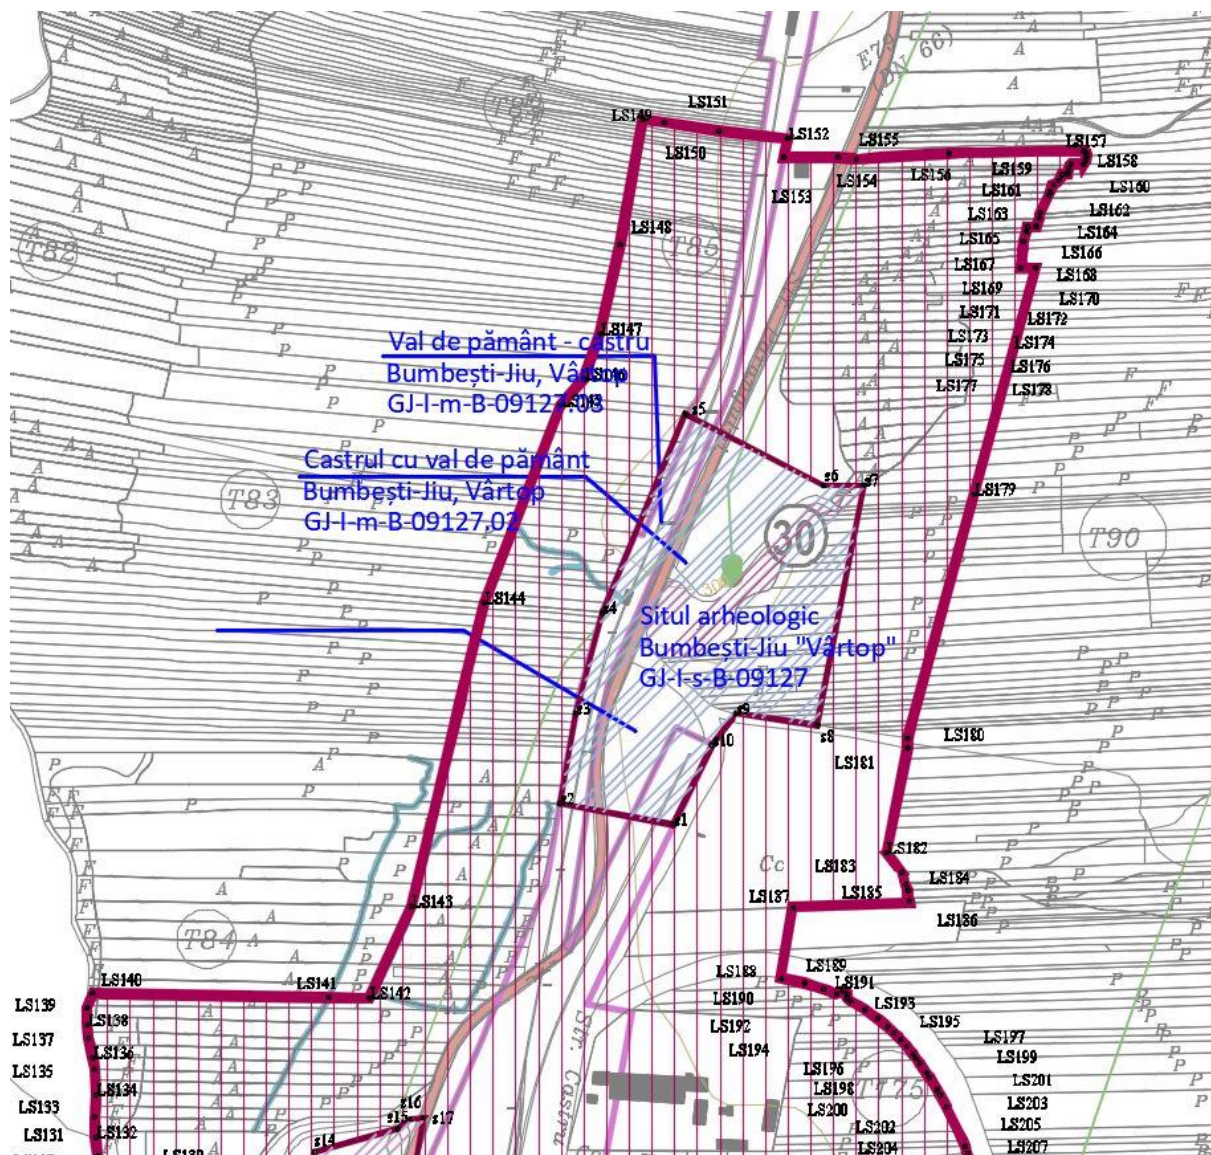 LS151
E79
(DN 66)
LS149
LS152
LS150
LS155
LS157
LS153
LS154
LS156
LS159
LS158
LS161
LS160
LS163
LS162
LS148
T85
LS165
LS164
T82
LS167
LS166
LS169
LS168
LS171
LS170
LS147
LS173
LS172
Val de pământ - castru
LS175
LS174
Bumbești-Jiu, Vârtop
LS177
LS176
GJ-I-m-B-09127.03
LS178
s5
Castrul cu val de pământ
s6
s7
Bumbești-Jiu, Vârtop
LS179
T83
GJ-I-m-B-09127.02
30
T90
LS144
s4
Situl arheologic
Bumbești-Jiu "Vârtop"
GJ-I-s-B-09127
s3
s9
s10
s8
LS180
LS181
s2
s1
LS182
Cc
LS183
LS184
LS187
LS185
LS143
LS186
T84
LS140
LS141
LS142
LS188
LS189
LS139
LS190
LS191
LS138
LS192
LS193
LS137
LS194
LS195
LS136
LS197
LS135
LS196
LS199
LS134
LS198
T175
LS201
LS133
s16
LS200
LS203
s15
s17
LS132
LS202
LS205
LS131
s14
LS204
LS207
Str. Castru